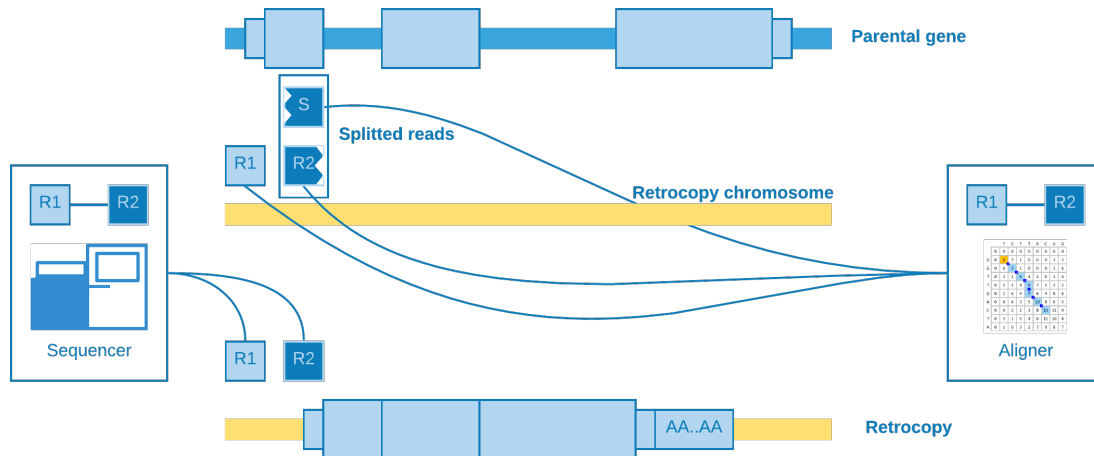 Parental gene
S
Splitted reads
R1
R2
Retrocopy chromosome
R1
R2
Sequencer
R1
R2
R1
R2
Aligner
AA..AA
Retrocopy